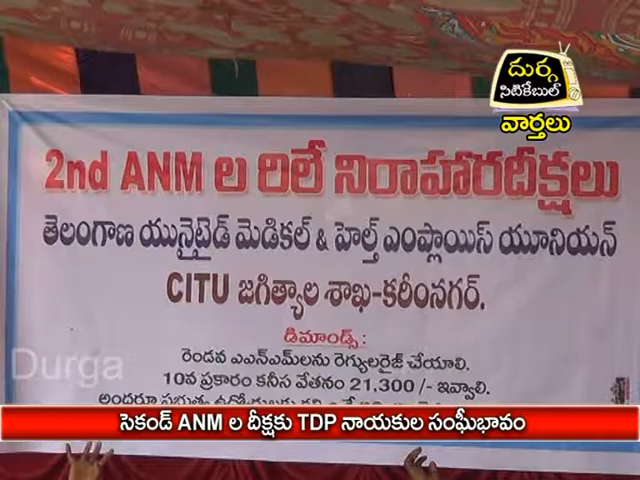 దుర్గ
సిటికేబుల్
వార్తలు
2nd ANM ల రిలే నిరాహారదీక్షలు
తెలంగాణ యునైటైడ్ మెడికల్ & హెల్త్ ఎంప్లాయిస్ యూనియన్
CITU జగిత్యాల శాఖ-కరీంనగర్.
డిమాండ్స్:
రెండవ ఎఎన్ఎమ్‌లను రెగ్యులరైజ్ చేయాలి.
10వ ప్రకారం కనీస వేతనం 21,300 /- ఇవ్వాలి.
Durga
సెకండ్ ANM ల దీక్షకు TDP నాయకుల సంఘీభావం